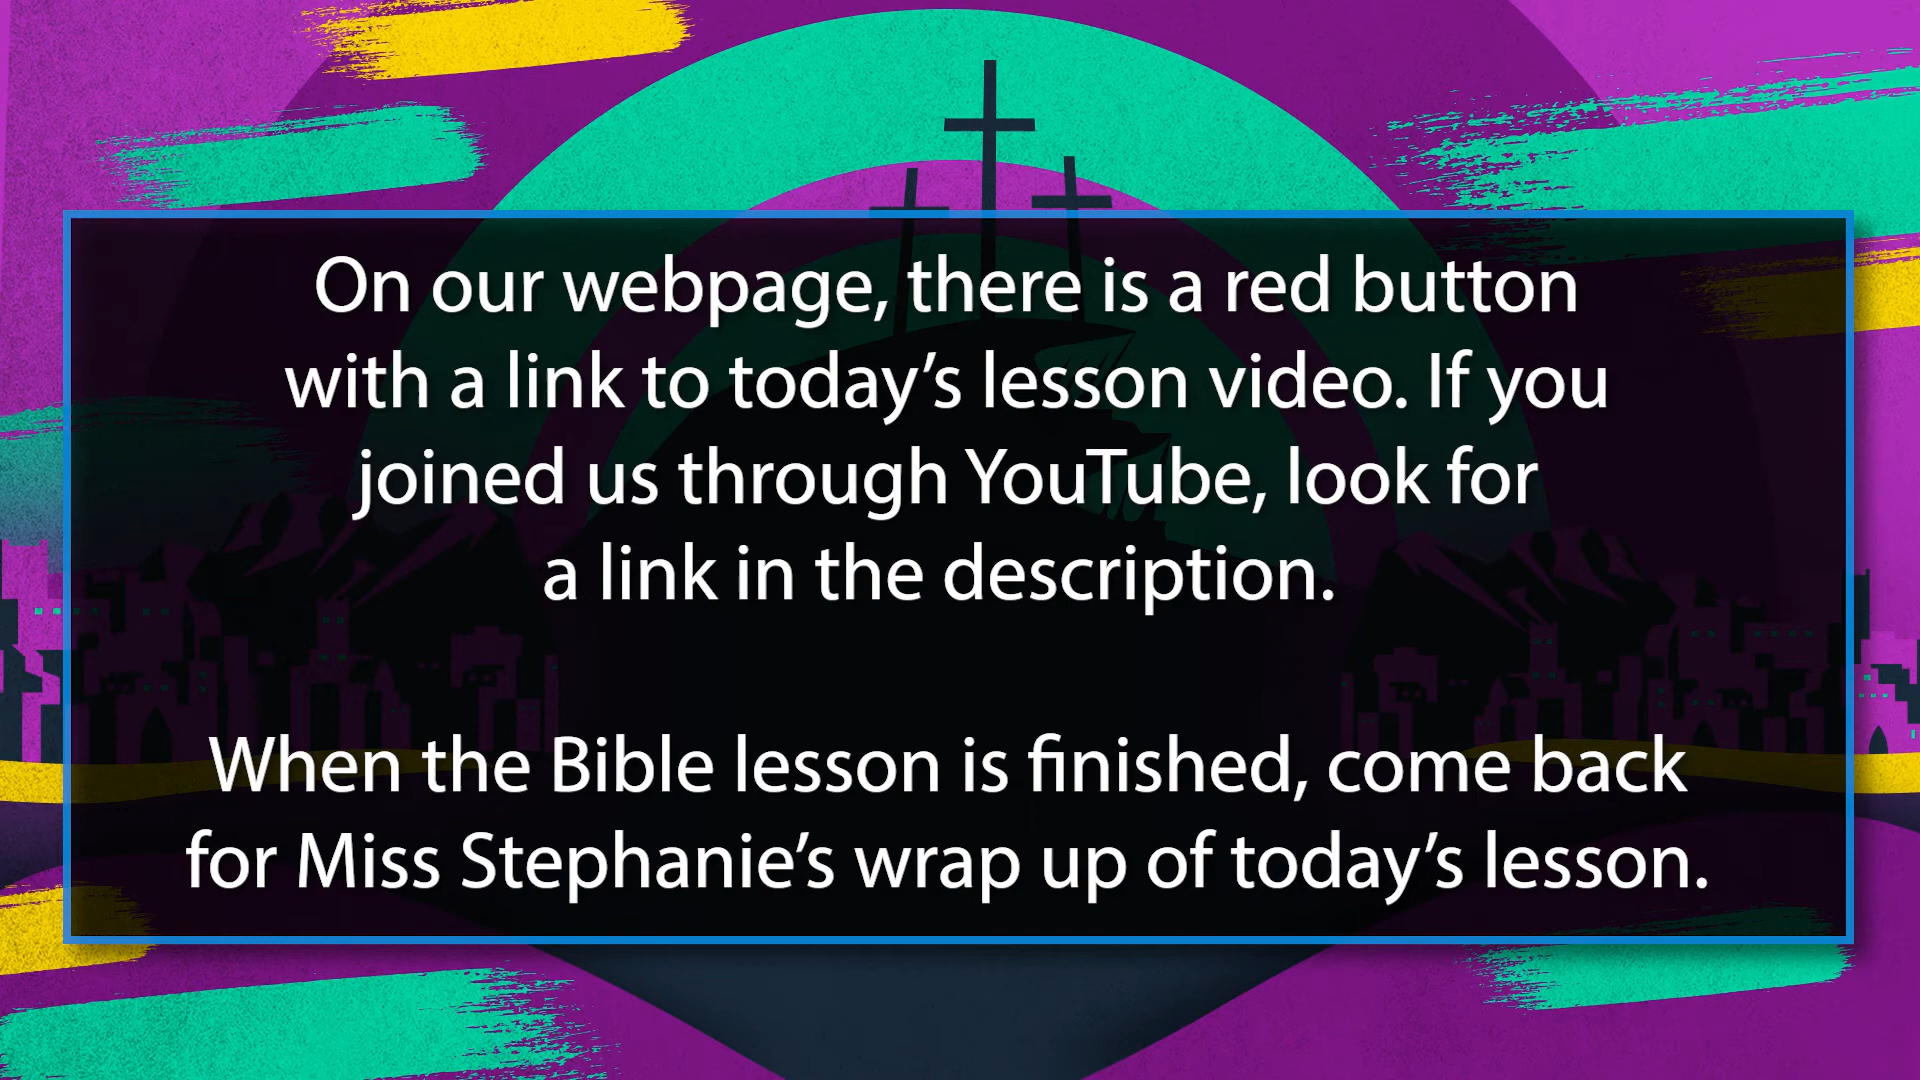 On our webpage, there is a red button
with a link to today’s lesson video. If you
joined us through YouTube, look for
a link in the description.
When the Bible lesson is finished, come back
for Miss Stephanie’s wrap up of today’s lesson.